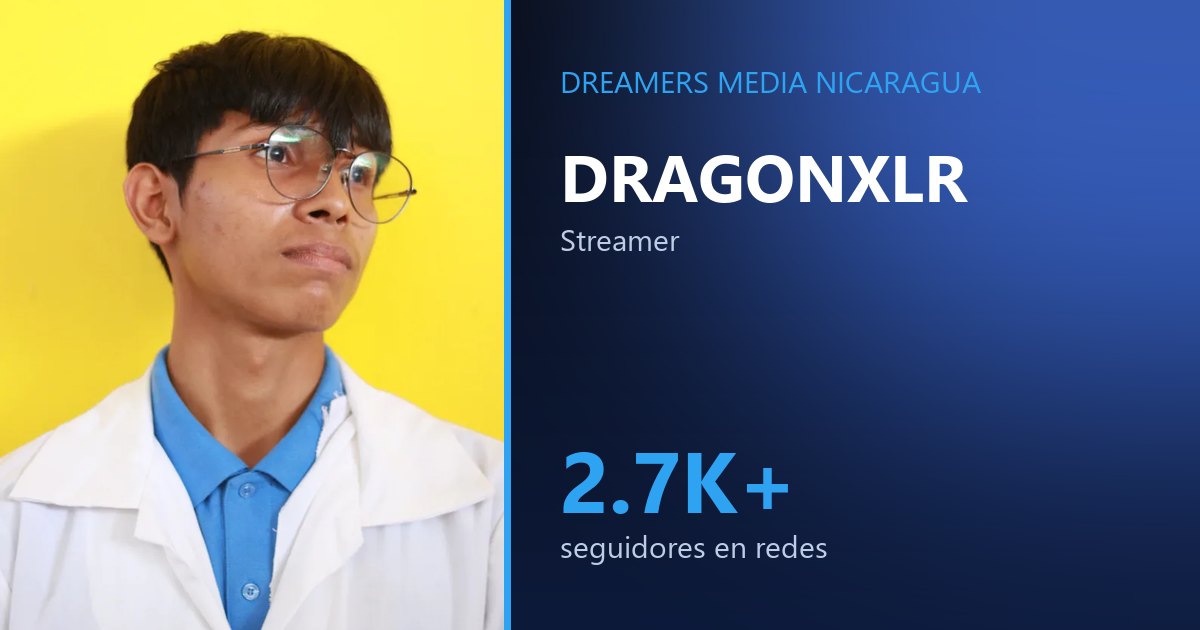 DREAMERS MEDIA NICARAGUA
DRAGONXLR
Streamer
2.7K+
seguidores en redes